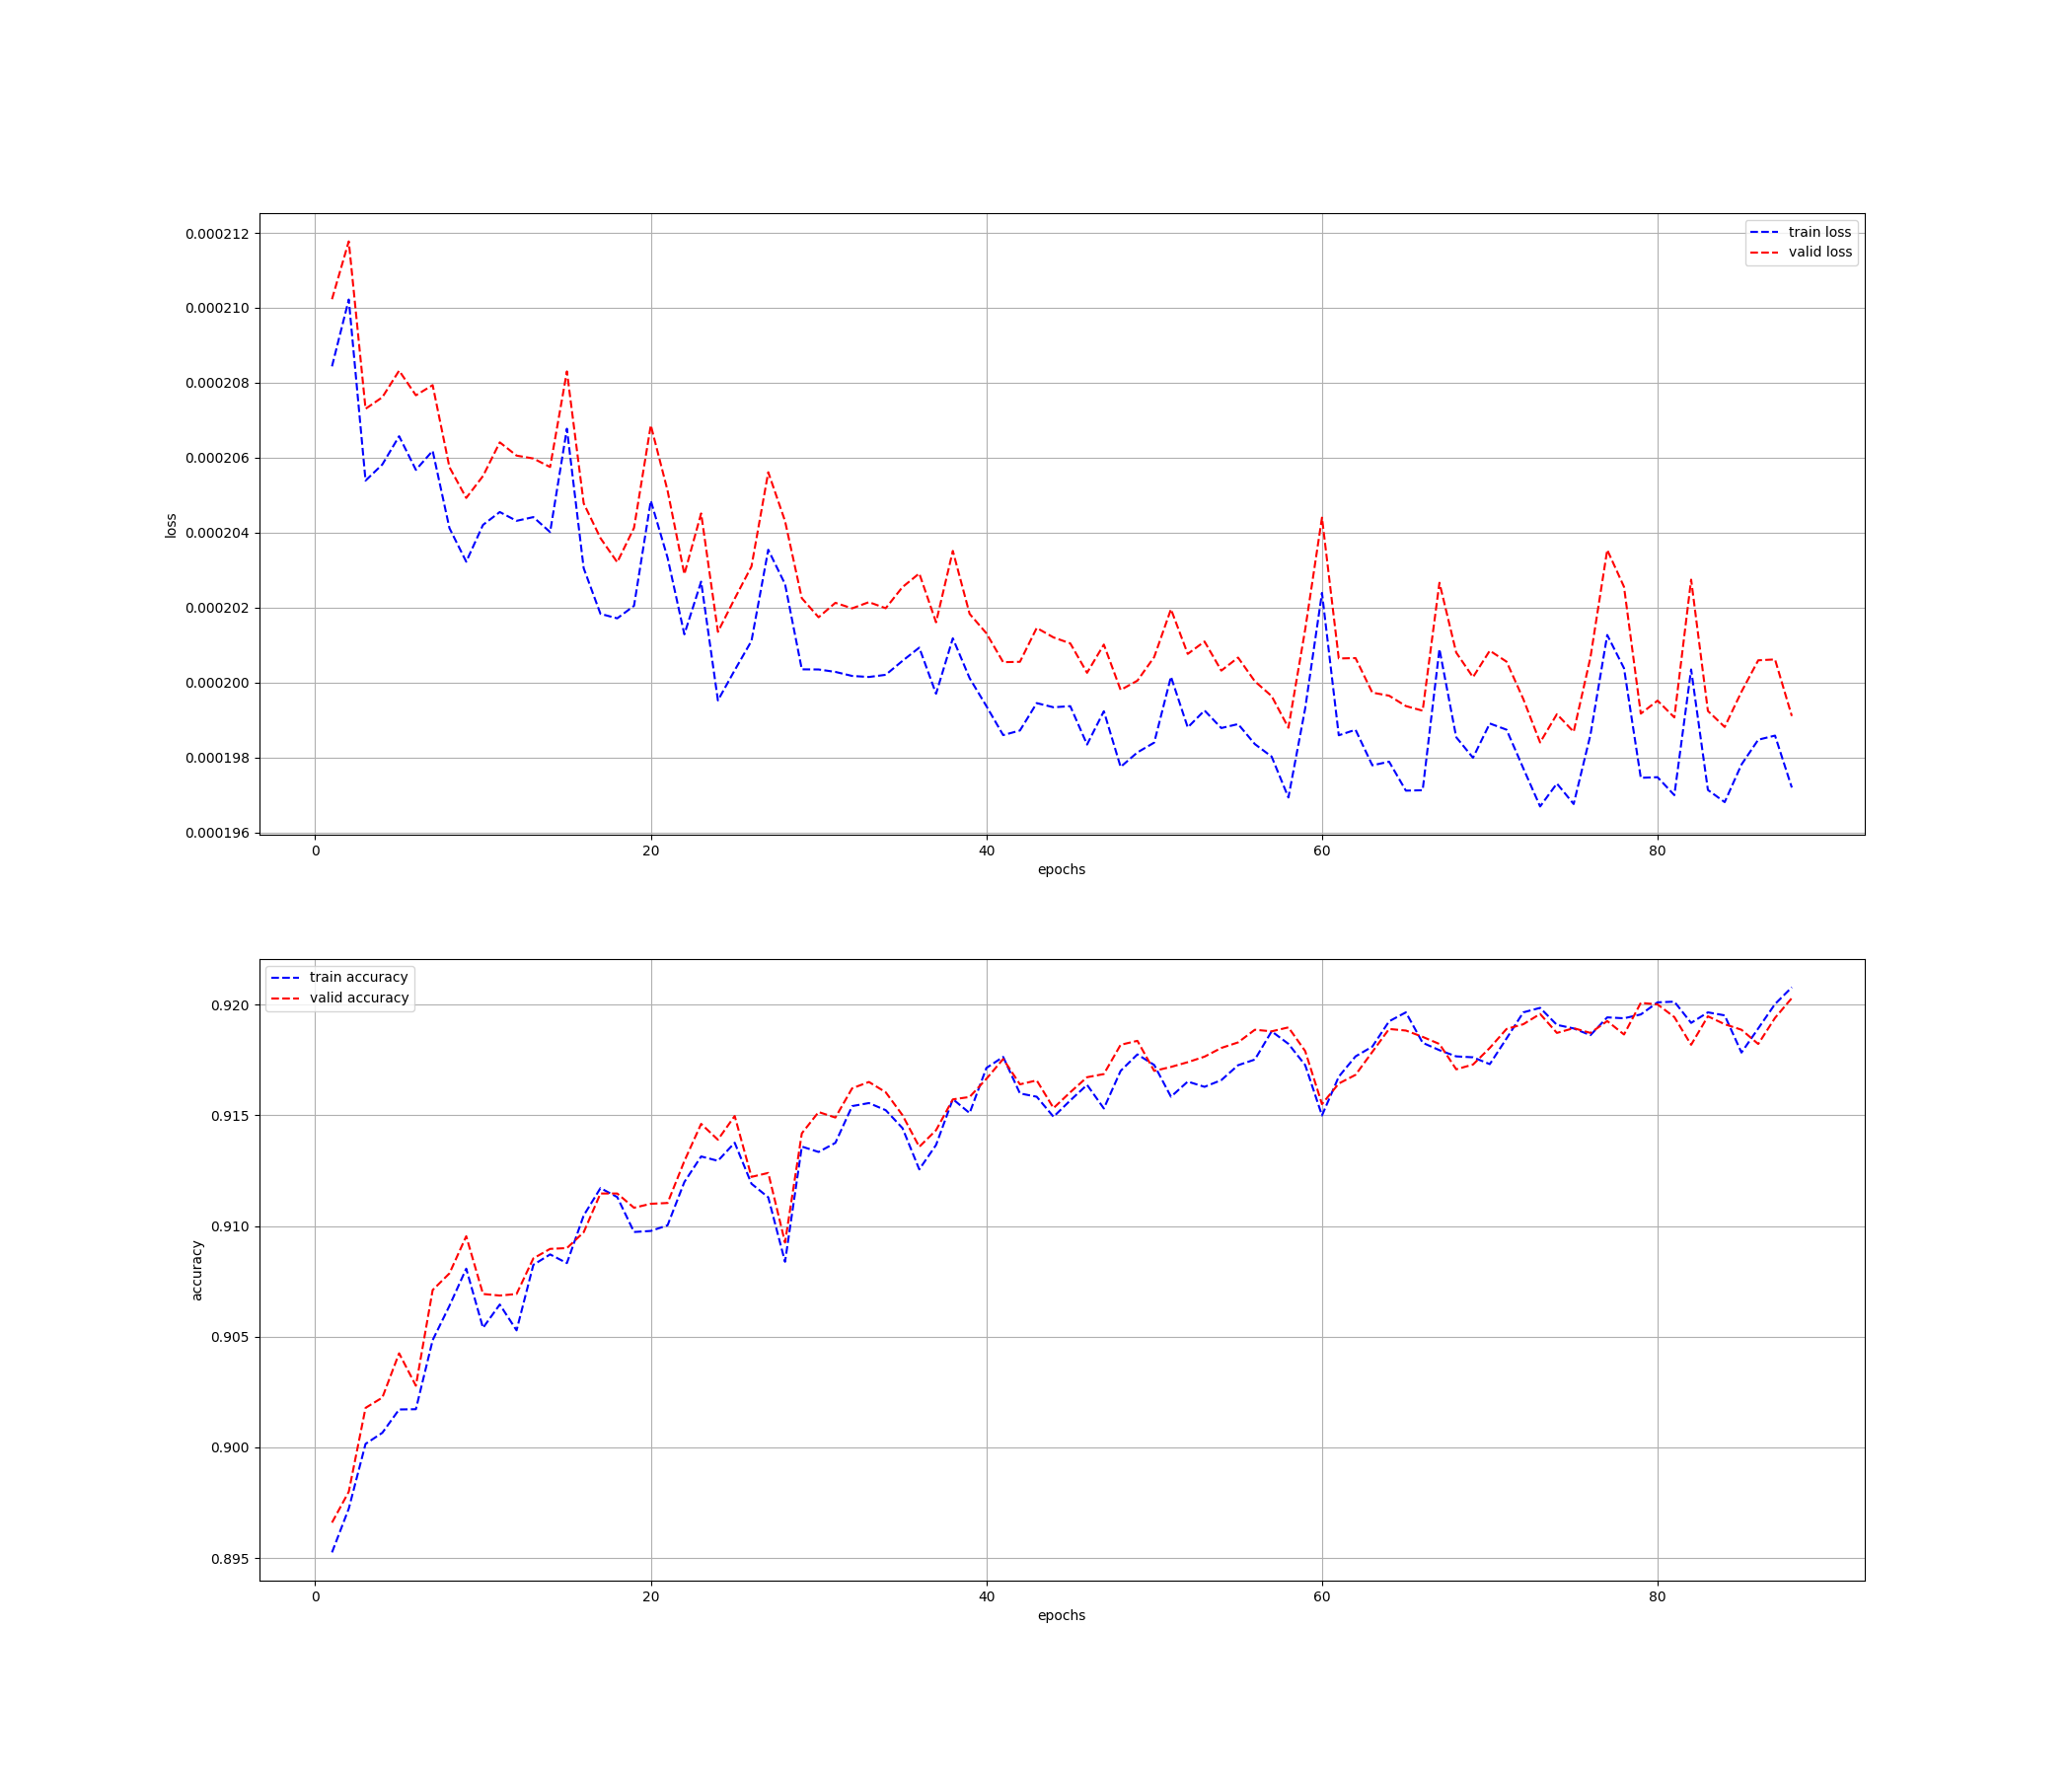 0.000212
0.000210
0.000208
0.000206
0.000204
0.000202
0.000200
0.000198
0.000196
loss
train loss
valid loss
0 20 40 60 80
epochs
train accuracy
valid accuracy
0.920
0.915
0.910
0.905
0.900
0.895
accuracy
0 20 40 60 80
epochs